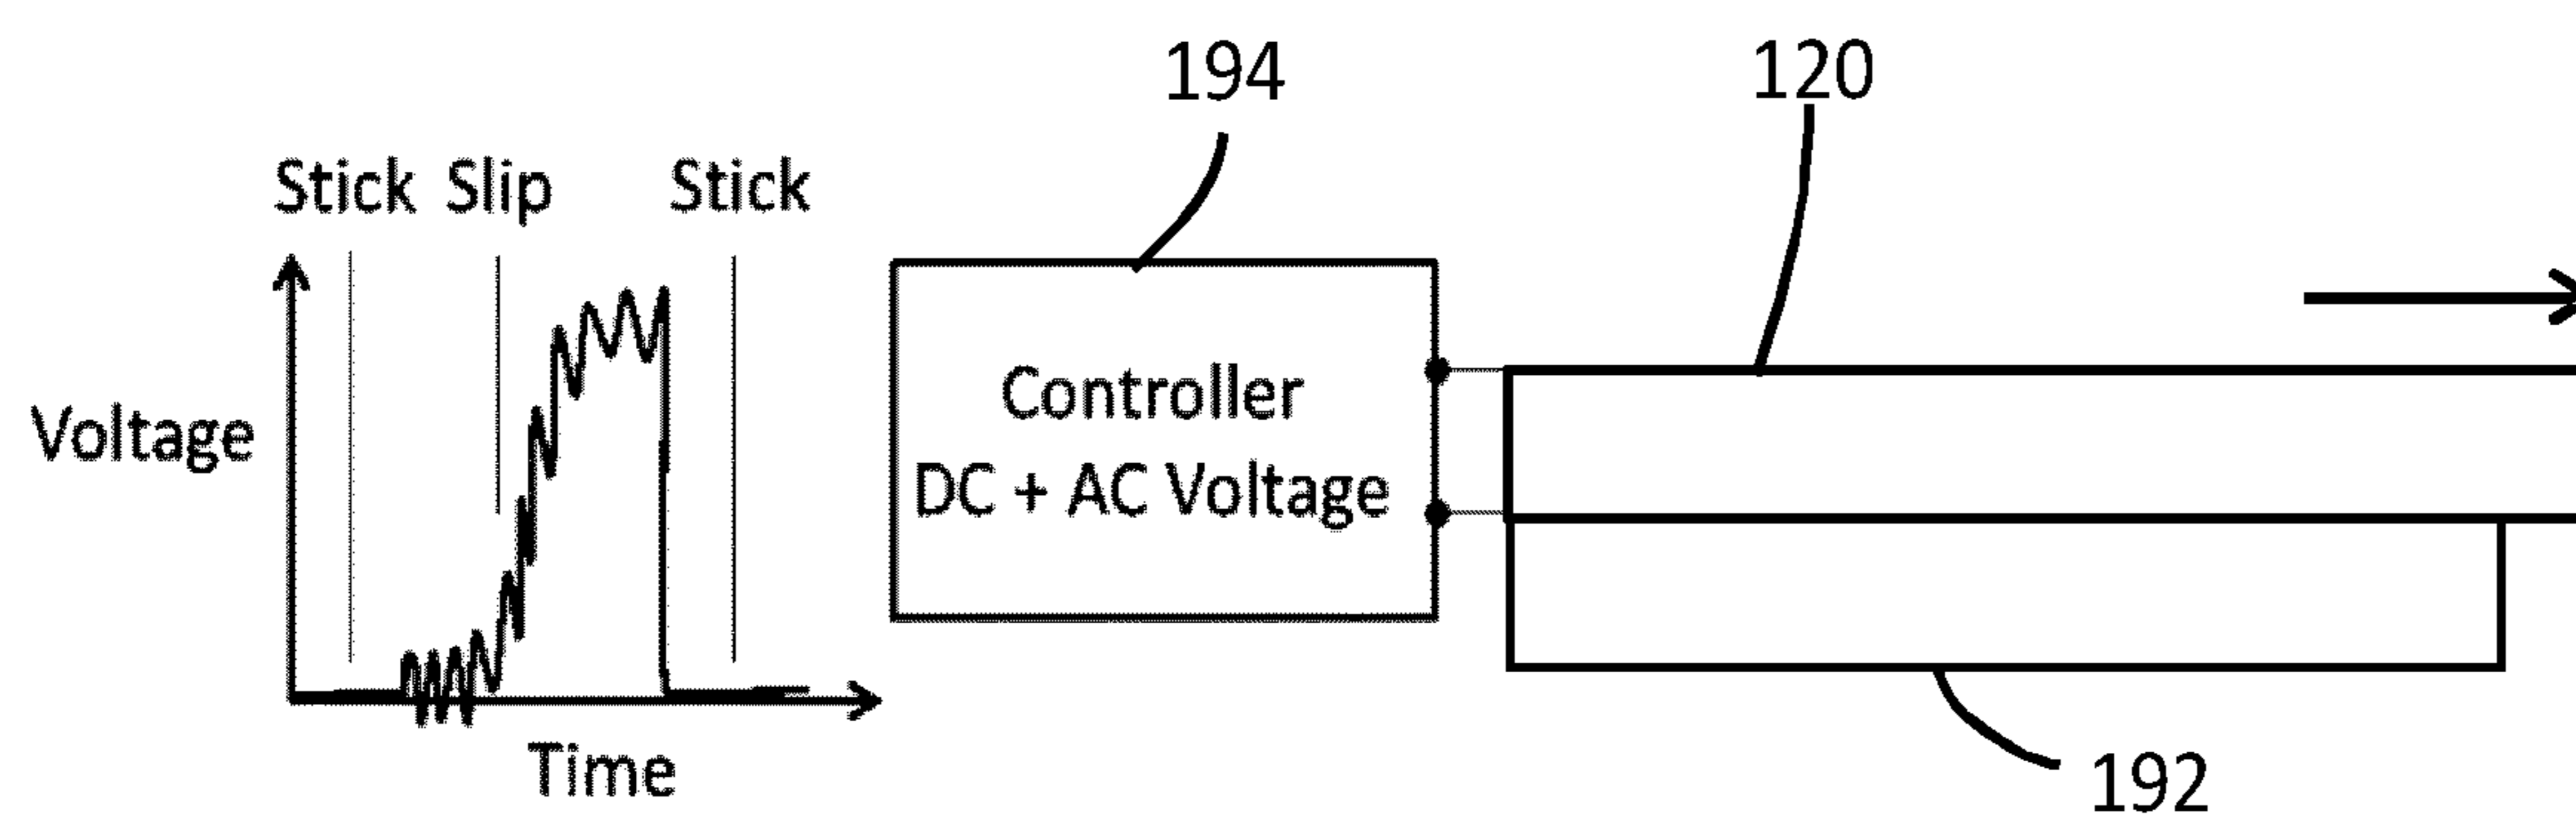 194
120
Stick Slip Stick
Voltage
Controller
DC + AC Voltage
Time
192